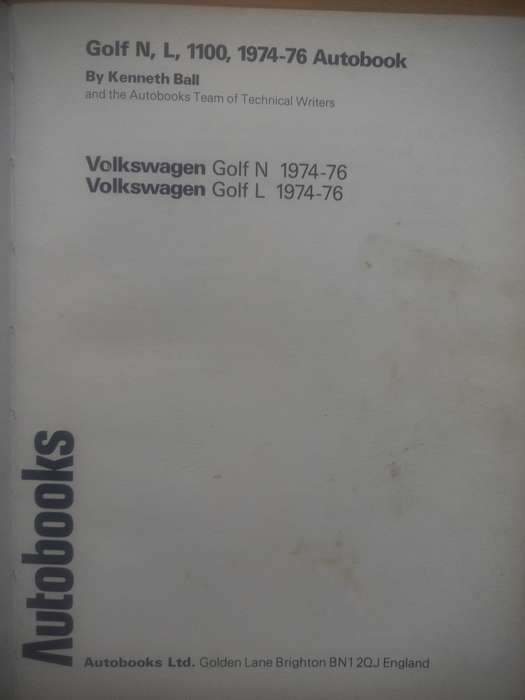 Golf N, L, 1100, 1974-76 Autobook
By Kenneth Ball
and the Autobooks Team of Technical Writers
Volkswagen Golf N 1974-76
Volkswagen Golf L 1974-76
Autobooks
Autobooks Ltd. Golden Lane Brighton BN1 2QJ England